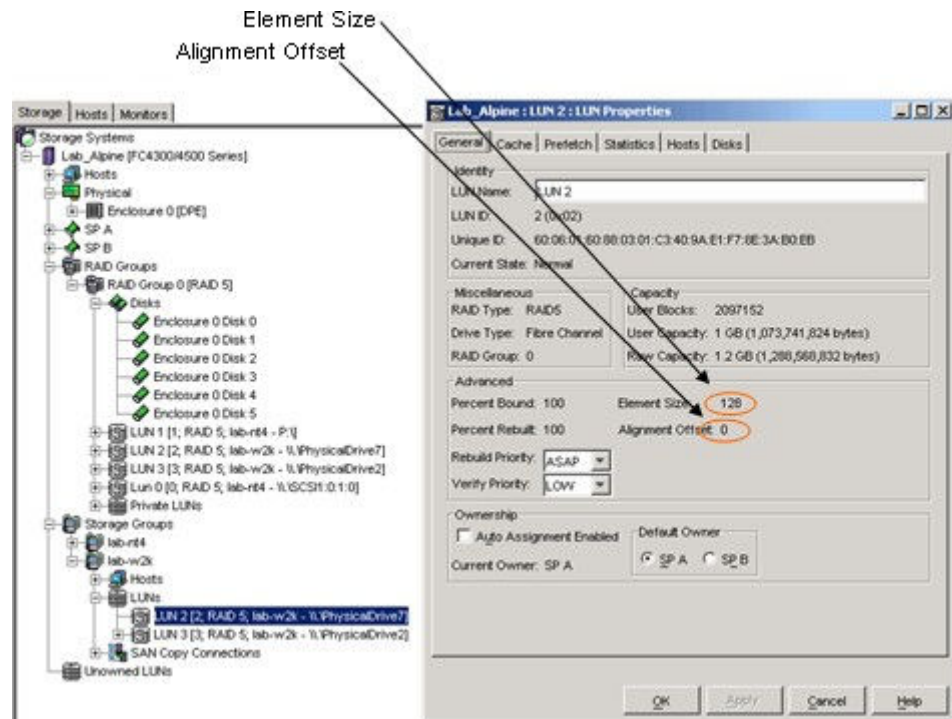 Element Size
Alignment Offset
Storage Hosts Monitors
Storage Systems
Lab_Alpine [FC4300/4500 Series]
Hosts
Physical
Enclosure 0 [DPE]
SP A
SP B
RAID Groups
RAID Group 0 [RAID 5]
Disks
Enclosure 0 Disk 0
Enclosure 0 Disk 1
Enclosure 0 Disk 2
Enclosure 0 Disk 3
Enclosure 0 Disk 4
Enclosure 0 Disk 5
LUN 1 [1; RAID 5; lab-nt4 - P:\]
LUN 2 [2; RAID 5; lab-w2k - \\.\PhysicalDrive7]
LUN 3 [3; RAID 5; lab-w2k - \\.\PhysicalDrive2]
Lun 0 [0; RAID 5; lab-nt4 - \\.\SCSI1:0:1:0]
Private LUNs
Storage Groups
lab-nt4
lab-w2k
Hosts
LUNs
LUN 2 [2; RAID 5; lab-w2k - \\.\PhysicalDrive7]
LUN 3 [3; RAID 5; lab-w2k - \\.\PhysicalDrive2]
SAN Copy Connections
Unowned LUNs
Lab_Alpine : LUN 2 : LUN Properties
General Cache Prefetch Statistics Hosts Disks
Identity
LUN Name: LUN 2
LUN ID: 2 (0x02)
Unique ID: 60:06:01:60:88:03:01:C3:40:9A:E1:F7:8E:3A:B0:EB
Current State: Normal
Miscellaneous
RAID Type: RAID5
Drive Type: Fibre Channel
RAID Group: 0
Capacity
User Blocks: 2097152
User Capacity: 1 GB (1,073,741,824 bytes)
Raw Capacity: 1.2 GB (1,288,568,832 bytes)
Advanced
Percent Bound: 100 Element Size: 128
Percent Rebuilt: 100 Alignment Offset: 0
Rebuild Priority: ASAP
Verify Priority: LOW
Ownership
Auto Assignment Enabled
Current Owner: SP A
Default Owner
SP A SP B
OK Apply Cancel Help